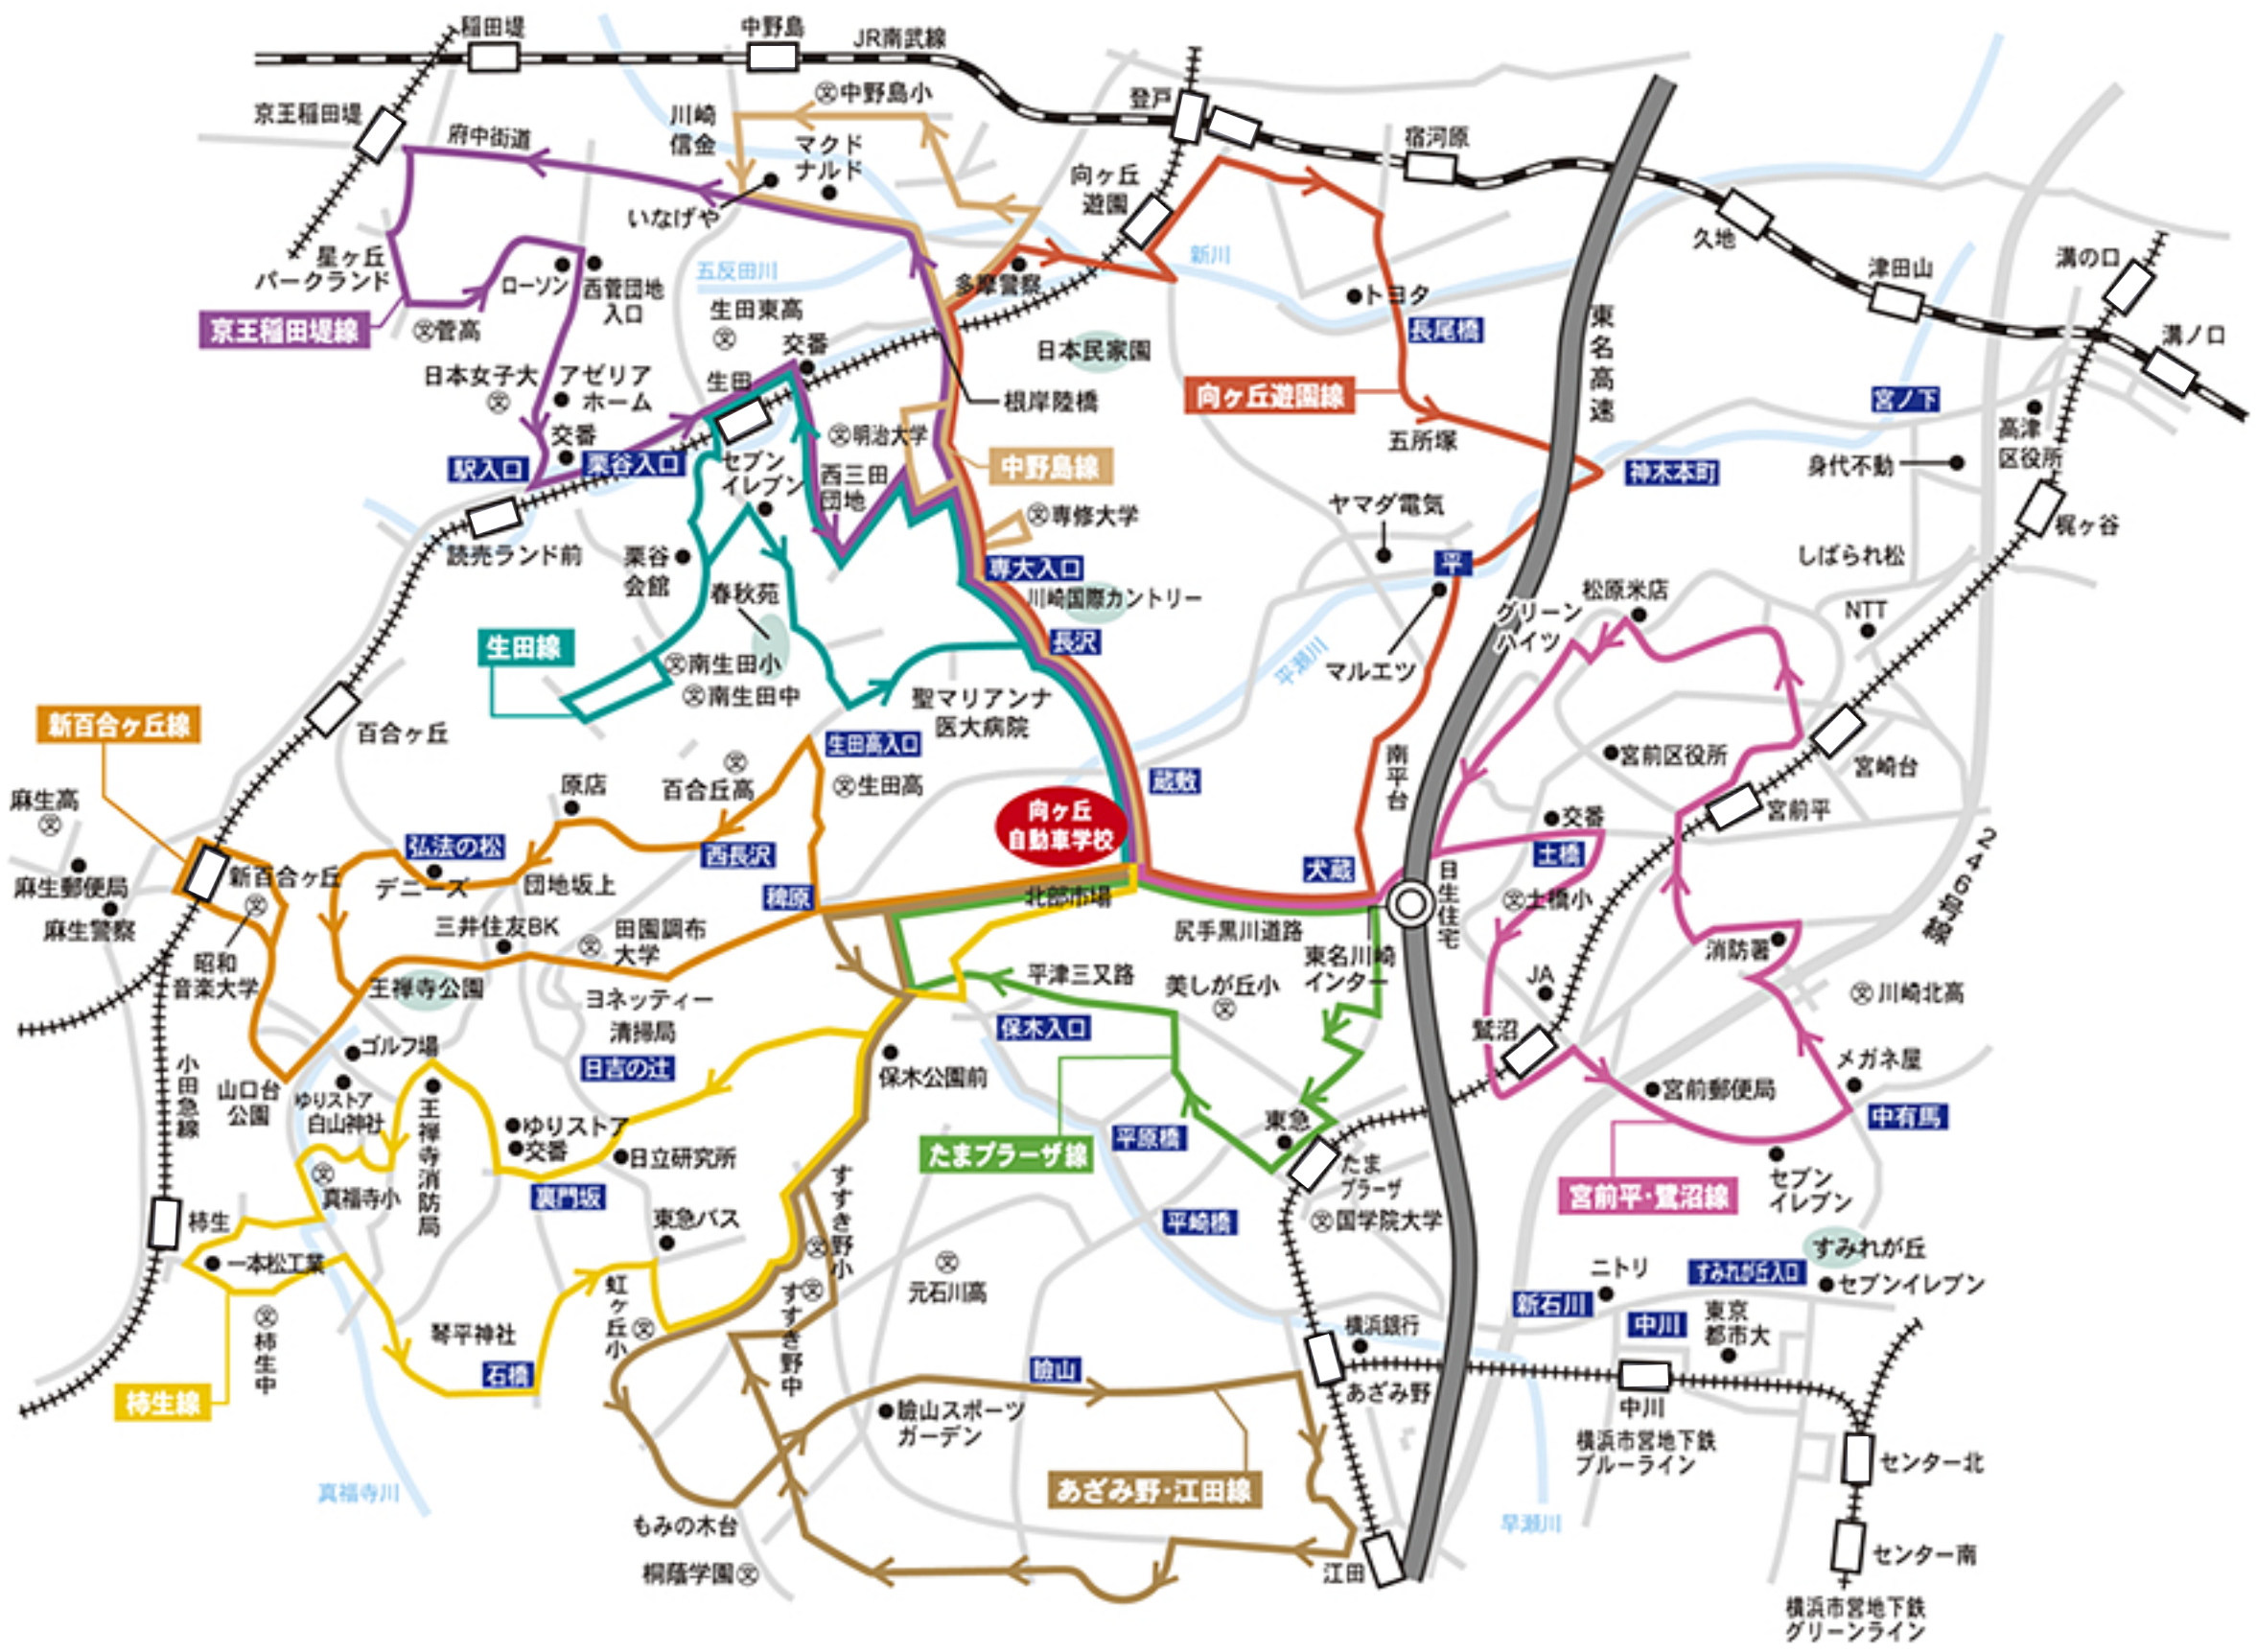 稲田堤
中野島
JR南武線
京王稲田堤
府中街道
川崎
信金
中野島小
マクド
ナルド
いなげや
登戸
宿河原
向ヶ丘
遊園
久地
津田山
溝の口
溝ノ口
星ヶ丘
パークランド
京王稲田堤線
菅高
ローソン
西菅団地
入口
五反田川
生田東高
交番
多摩警察
新川
トヨタ
長尾橋
東名高速
日本民家園
根岸陸橋
向ヶ丘遊園線
宮ノ下
高津
区役所
身代不動
日本女子大
アゼリア
ホーム
生田
交番
駅入口
栗谷入口
セブン
イレブン
明治大学
西三田
団地
中野島線
五所塚
神木本町
専修大学
ヤマダ電気
梶ヶ谷
読売ランド前
栗谷
会館
春秋苑
専大入口
川崎国際カントリー
平
しばられ松
松原米店
NTT
グリーン
ハイツ
生田線
南生田小
南生田中
長沢
平瀬川
マルエツ
聖マリアンナ
医大病院
新百合ヶ丘線
百合ヶ丘
生田高入口
生田高
百合丘高
原店
南平台
宮前区役所
宮崎台
宮前平
麻生高
弘法の松
西長沢
蔵敷
向ヶ丘
自動車学校
交番
土橋
246号線
麻生郵便局
麻生警察
新百合ヶ丘
デニーズ
団地坂上
稗原
北部市場
犬蔵
日生住宅
土橋小
三井住友BK
田園調布
大学
尻手黒川道路
東名川崎
インター
消防署
昭和
音楽大学
王禅寺公園
ヨネッティー
清掃局
平津三又路
美しが丘小
JA
川崎北高
小田急線
ゴルフ場
日吉の辻
保木入口
保木公園前
鷺沼
メガネ屋
山口台
公園
ゆりストア
白山神社
王禅寺消防局
ゆりストア
交番
日立研究所
東急
平原橋
たまプラーザ線
宮前郵便局
中有馬
真福寺小
裏門坂
すすき野小
たま
プラーザ
国学院大学
宮前平・鷺沼線
セブン
イレブン
柿生
一本松工業
東急バス
平崎橋
すみれが丘
セブンイレブン
すみれが丘入口
ニトリ
新石川
中川
東京
都市大
元石川高
虹ヶ丘小
すすき野中
琴平神社
石橋
柿生中
柿生線
横浜銀行
あざみ野
中川
横浜市営地下鉄
ブルーライン
瞼山
瞼山スポーツ
ガーデン
あざみ野・江田線
センター北
真福寺川
もみの木台
桐蔭学園
早瀬川
江田
センター南
横浜市営地下鉄
グリーンライン